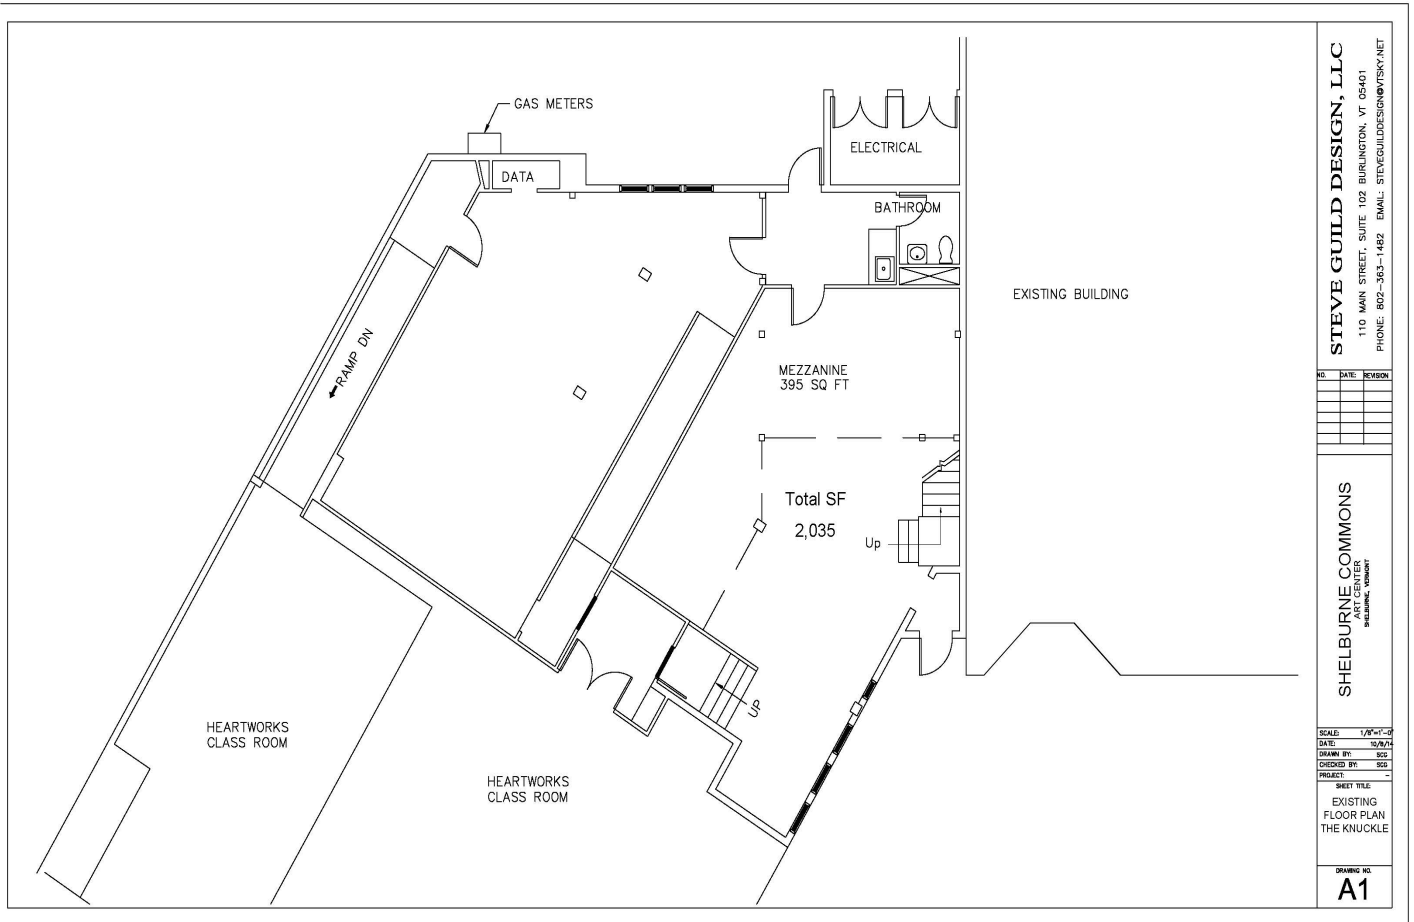 GAS METERS
DATA
ELECTRICAL
BATHROOM
EXISTING BUILDING
RAMP DN
MEZZANINE
395 SQ FT
Total SF
2,035
Up
UP
HEARTWORKS
CLASS ROOM
HEARTWORKS
CLASS ROOM
STEVE GUILD DESIGN, LLC
110 MAIN STREET, SUITE 102 BURLINGTON, VT 05401
PHONE: 802-363-1482 EMAIL: STEVEGUILDDESIGN@VTSKY.NET
NO. DATE: REVISION
SHELBURNE COMMONS
ART CENTER
SHELBURNE, VERMONT
SCALE: 1/8"=1'-0"
DATE: 10/8/14
DRAWN BY: SCG
CHECKED BY: SCG
PROJECT: -
SHEET TITLE:
EXISTING
FLOOR PLAN
THE KNUCKLE
DRAWING NO.
A1